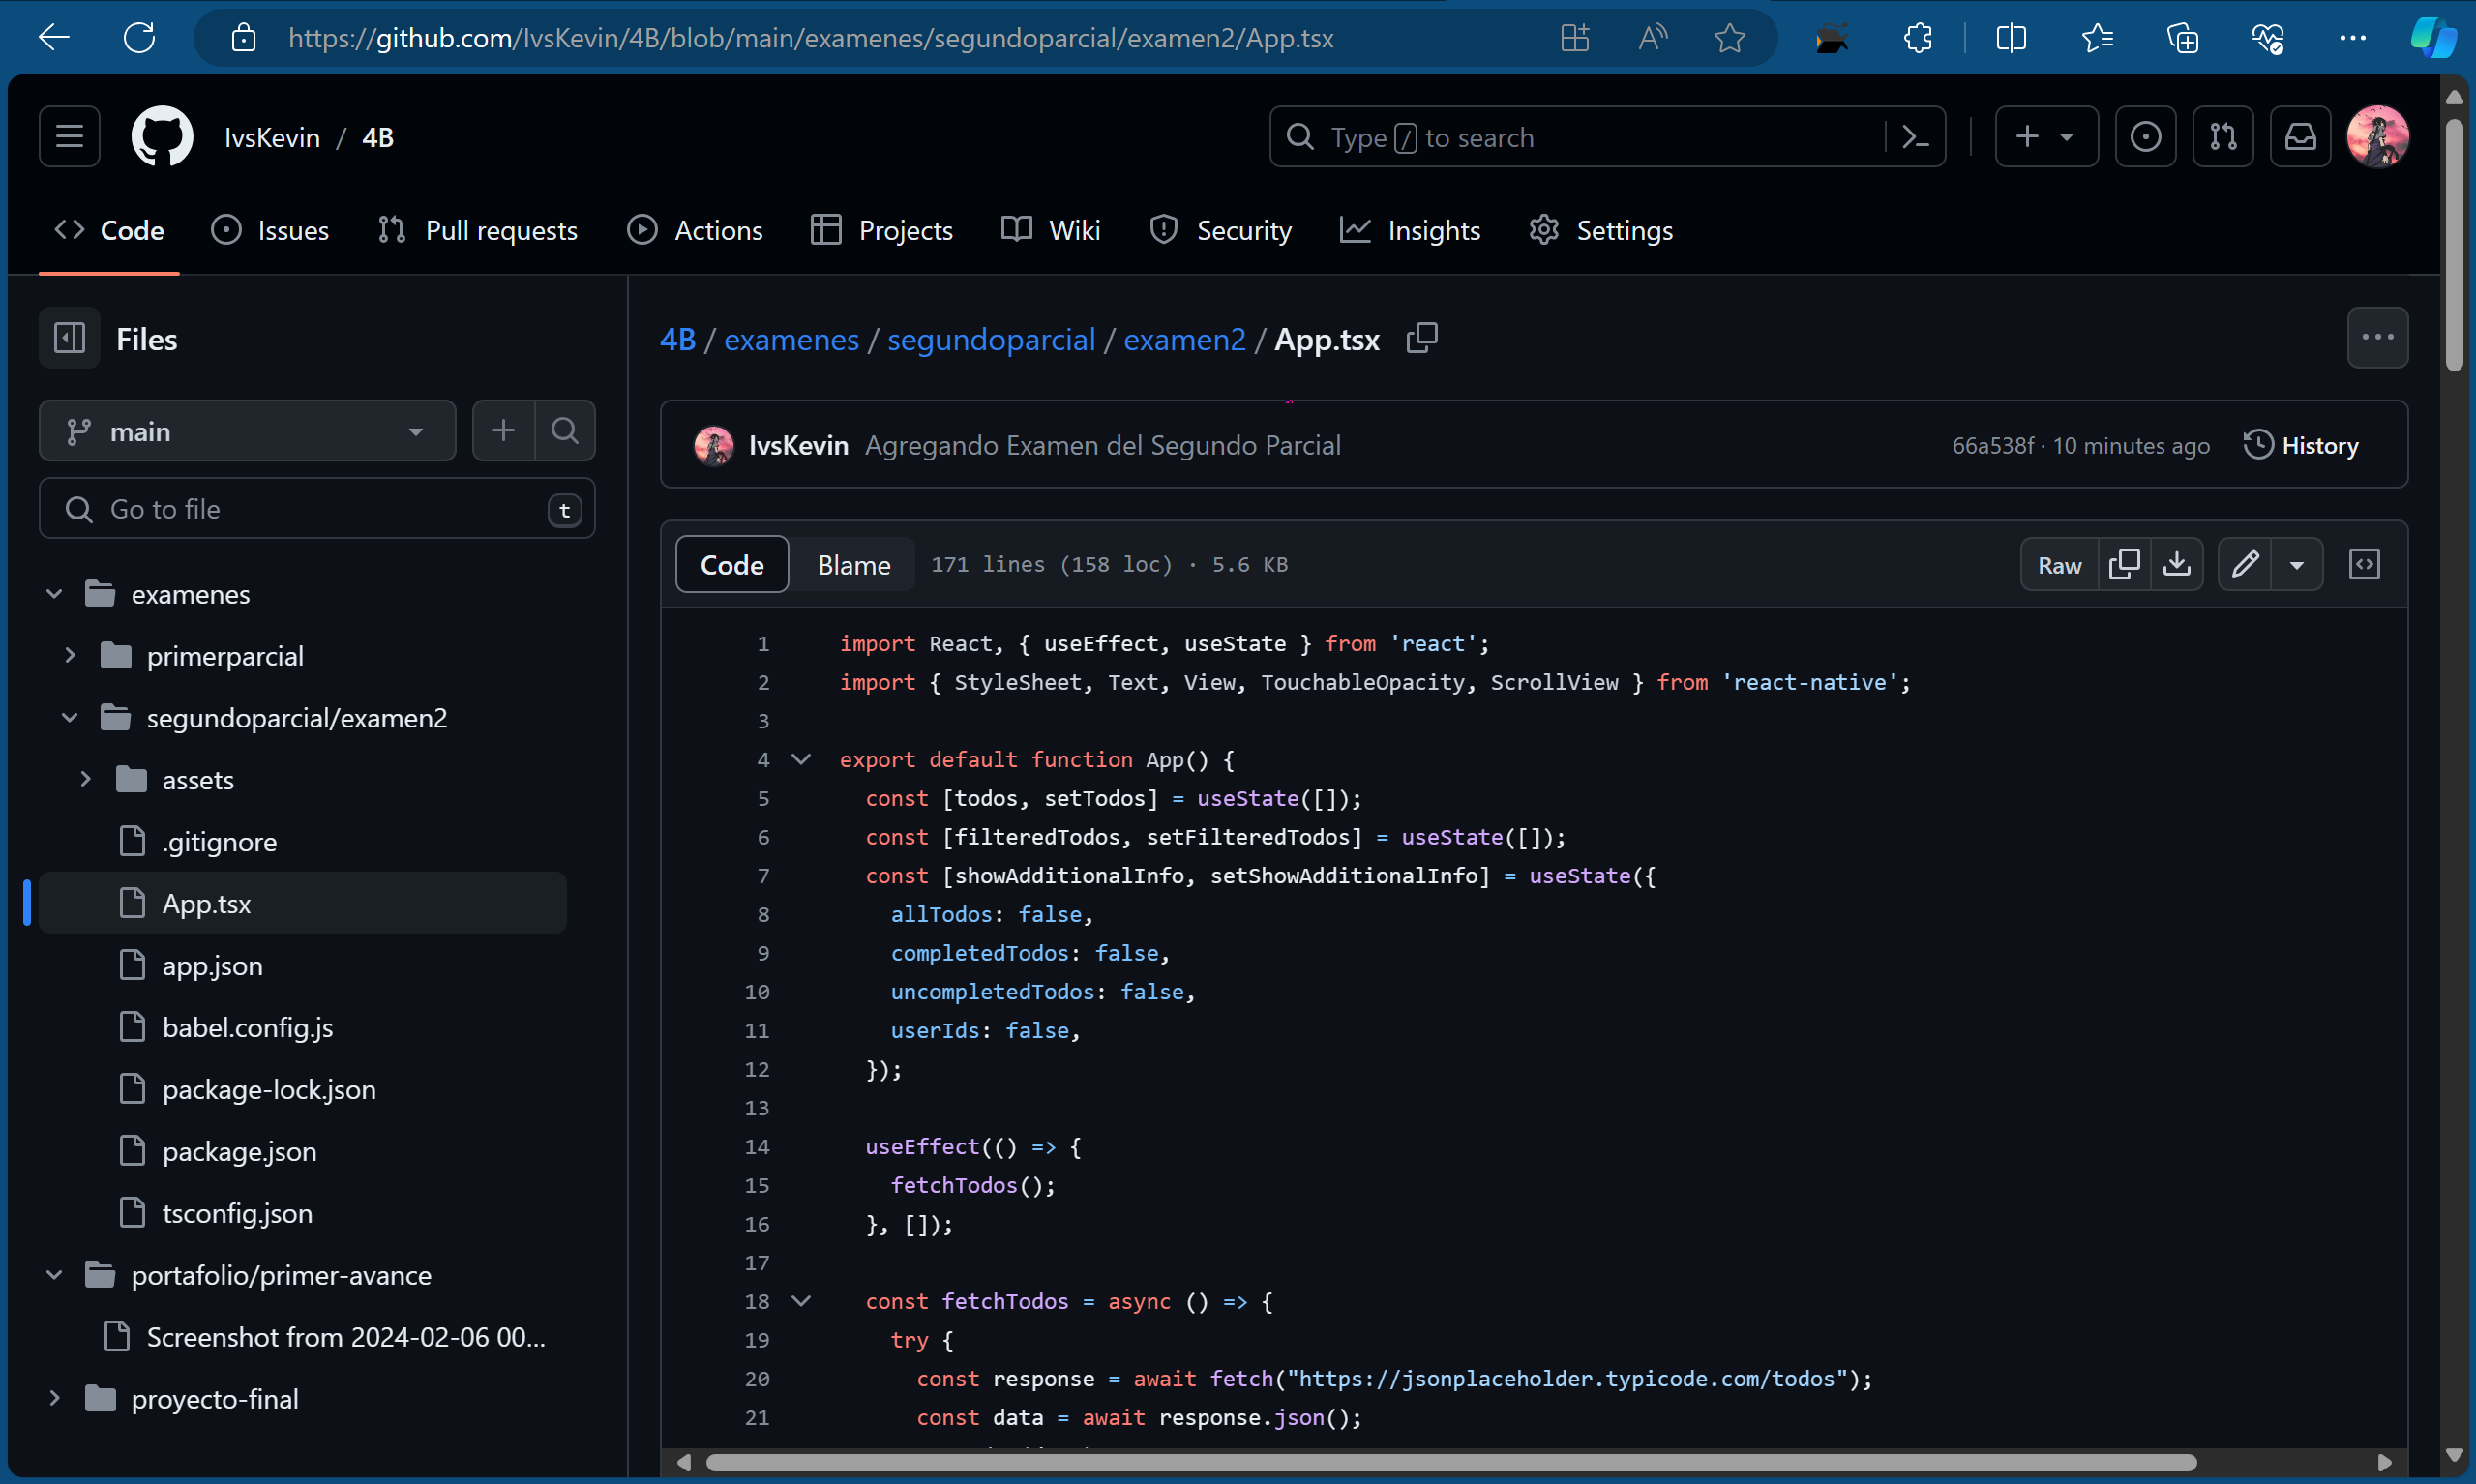 https://github.com/IvsKevin/4B/blob/main/examenes/segundoparcial/examen2/App.tsx
IvsKevin / 4B
Type / to search
Code
Issues
Pull requests
Actions
Projects
Wiki
Security
Insights
Settings
Files
main
Go to file
t
examenes
primerparcial
segundoparcial/examen2
assets
.gitignore
App.tsx
app.json
babel.config.js
package-lock.json
package.json
tsconfig.json
portafolio/primer-avance
Screenshot from 2024-02-06 00...
proyecto-final
4B / examenes / segundoparcial / examen2 / App.tsx
IvsKevin Agregando Examen del Segundo Parcial
66a538f · 10 minutes ago
History
Code
Blame
171 lines (158 loc) · 5.6 KB
Raw
1 import React, { useEffect, useState } from 'react';
2 import { StyleSheet, Text, View, TouchableOpacity, ScrollView } from 'react-native';
3
4 export default function App() {
5 const [todos, setTodos] = useState([]);
6 const [filteredTodos, setFilteredTodos] = useState([]);
7 const [showAdditionalInfo, setShowAdditionalInfo] = useState({
8 allTodos: false,
9 completedTodos: false,
10 uncompletedTodos: false,
11 userIds: false,
12 });
13
14 useEffect(() => {
15 fetchTodos();
16 }, []);
17
18 const fetchTodos = async () => {
19 try {
20 const response = await fetch("https://jsonplaceholder.typicode.com/todos");
21 const data = await response.json();